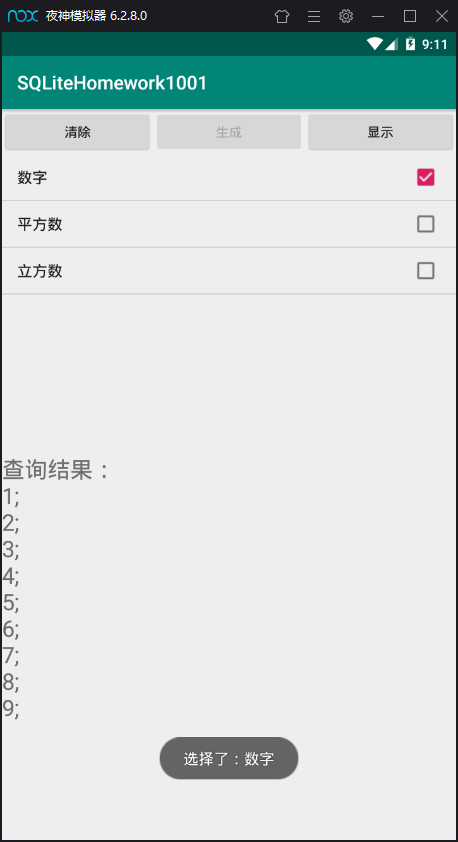 nox 夜神模拟器 6.2.8.0
9:11
SQLiteHomework1001
清除 生成 显示
数字
平方数
立方数
查询结果：
1;
2;
3;
4;
5;
6;
7;
8;
9;
选择了：数字